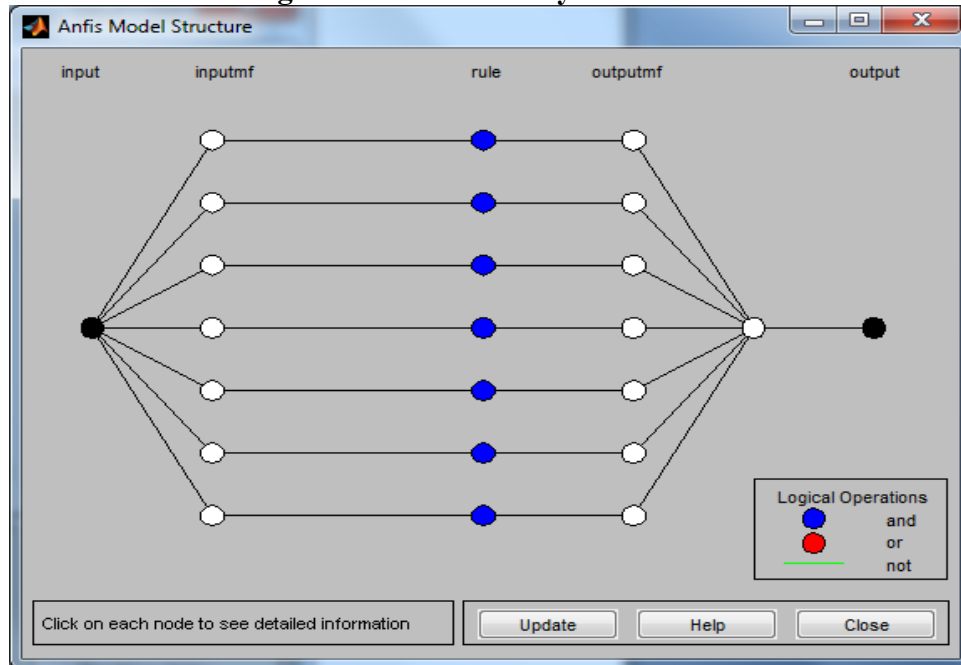 Anfis Model Structure
input inputmf rule outputmf output
Logical Operations
and
or
not
Click on each node to see detailed information
Update Help Close